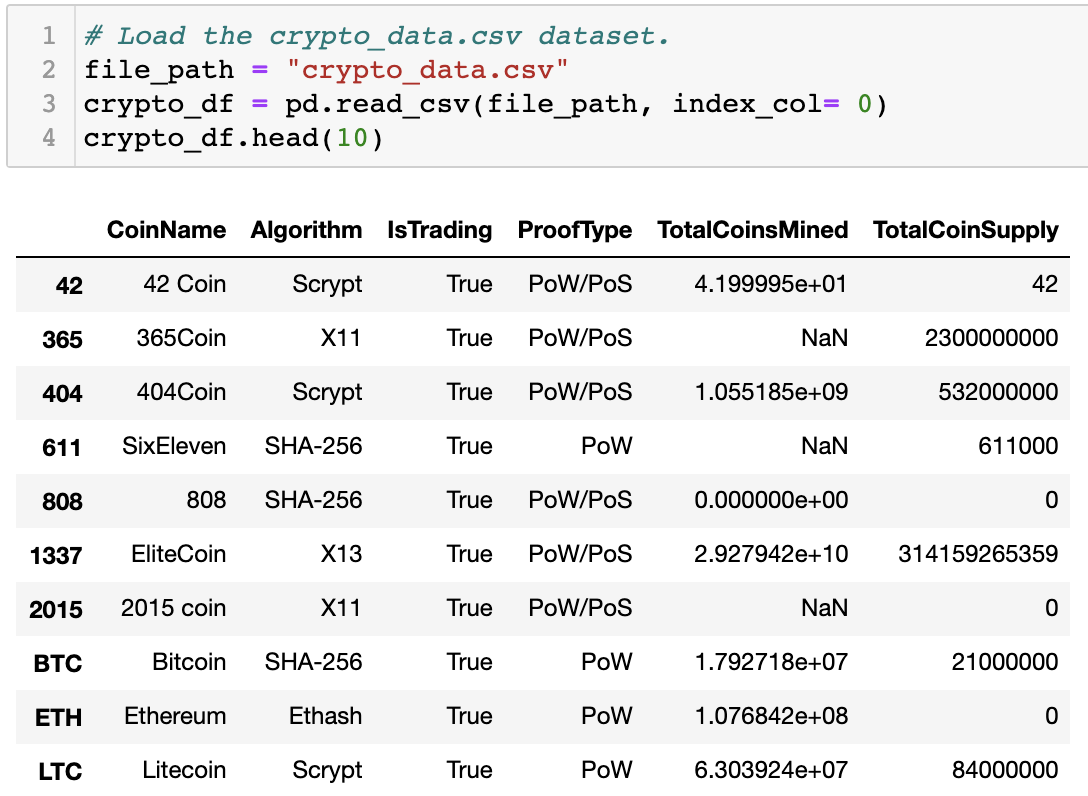 1 # Load the crypto_data.csv dataset.
2 file_path = "crypto_data.csv"
3 crypto_df = pd.read_csv(file_path, index_col= 0)
4 crypto_df.head(10)
CoinName Algorithm IsTrading ProofType TotalCoinsMined TotalCoinSupply
42 42 Coin Scrypt True PoW/PoS 4.199995e+01 42
365 365Coin X11 True PoW/PoS NaN 2300000000
404 404Coin Scrypt True PoW/PoS 1.055185e+09 532000000
611 SixEleven SHA-256 True PoW NaN 611000
808 808 SHA-256 True PoW/PoS 0.000000e+00 0
1337 EliteCoin X13 True PoW/PoS 2.927942e+10 314159265359
2015 2015 coin X11 True PoW/PoS NaN 0
BTC Bitcoin SHA-256 True PoW 1.792718e+07 21000000
ETH Ethereum Ethash True PoW 1.076842e+08 0
LTC Litecoin Scrypt True PoW 6.303924e+07 84000000